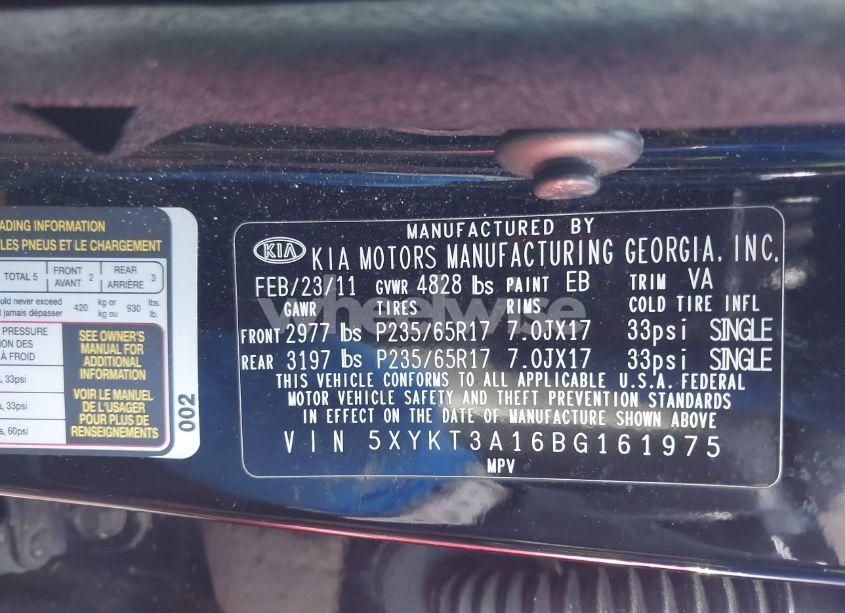 ADING INFORMATION
LES PNEUS ET LE CHARGEMENT
TOTAL 5 FRONT AVANT 2 REAR ARRIÈRE 3
ould never exceed 420 kg or 930 lbs.
t jamais dépasser kg ou lb.
PRESSURE
SION DES
À FROID
, 33psi
a, 33psi
a, 60psi
SEE OWNER'S
MANUAL FOR
ADDITIONAL
INFORMATION
VOIR LE MANUEL
DE L'USAGER
POUR PLUS DE
RENSEIGNEMENTS
002
MANUFACTURED BY
KIA KIA MOTORS MANUFACTURING GEORGIA, INC.
FEB/23/11 GVWR 4828 lbs PAINT EB TRIM VA
GAWR TIRES RIMS COLD TIRE INFL
wheelwise
FRONT 2977 lbs P235/65R17 7.0JX17 33psi SINGLE
REAR 3197 lbs P235/65R17 7.0JX17 33psi SINGLE
THIS VEHICLE CONFORMS TO ALL APPLICABLE U.S.A. FEDERAL
MOTOR VEHICLE SAFETY AND THEFT PREVENTION STANDARDS
IN EFFECT ON THE DATE OF MANUFACTURE SHOWN ABOVE
VIN 5XYKT3A16BG161975
MPV